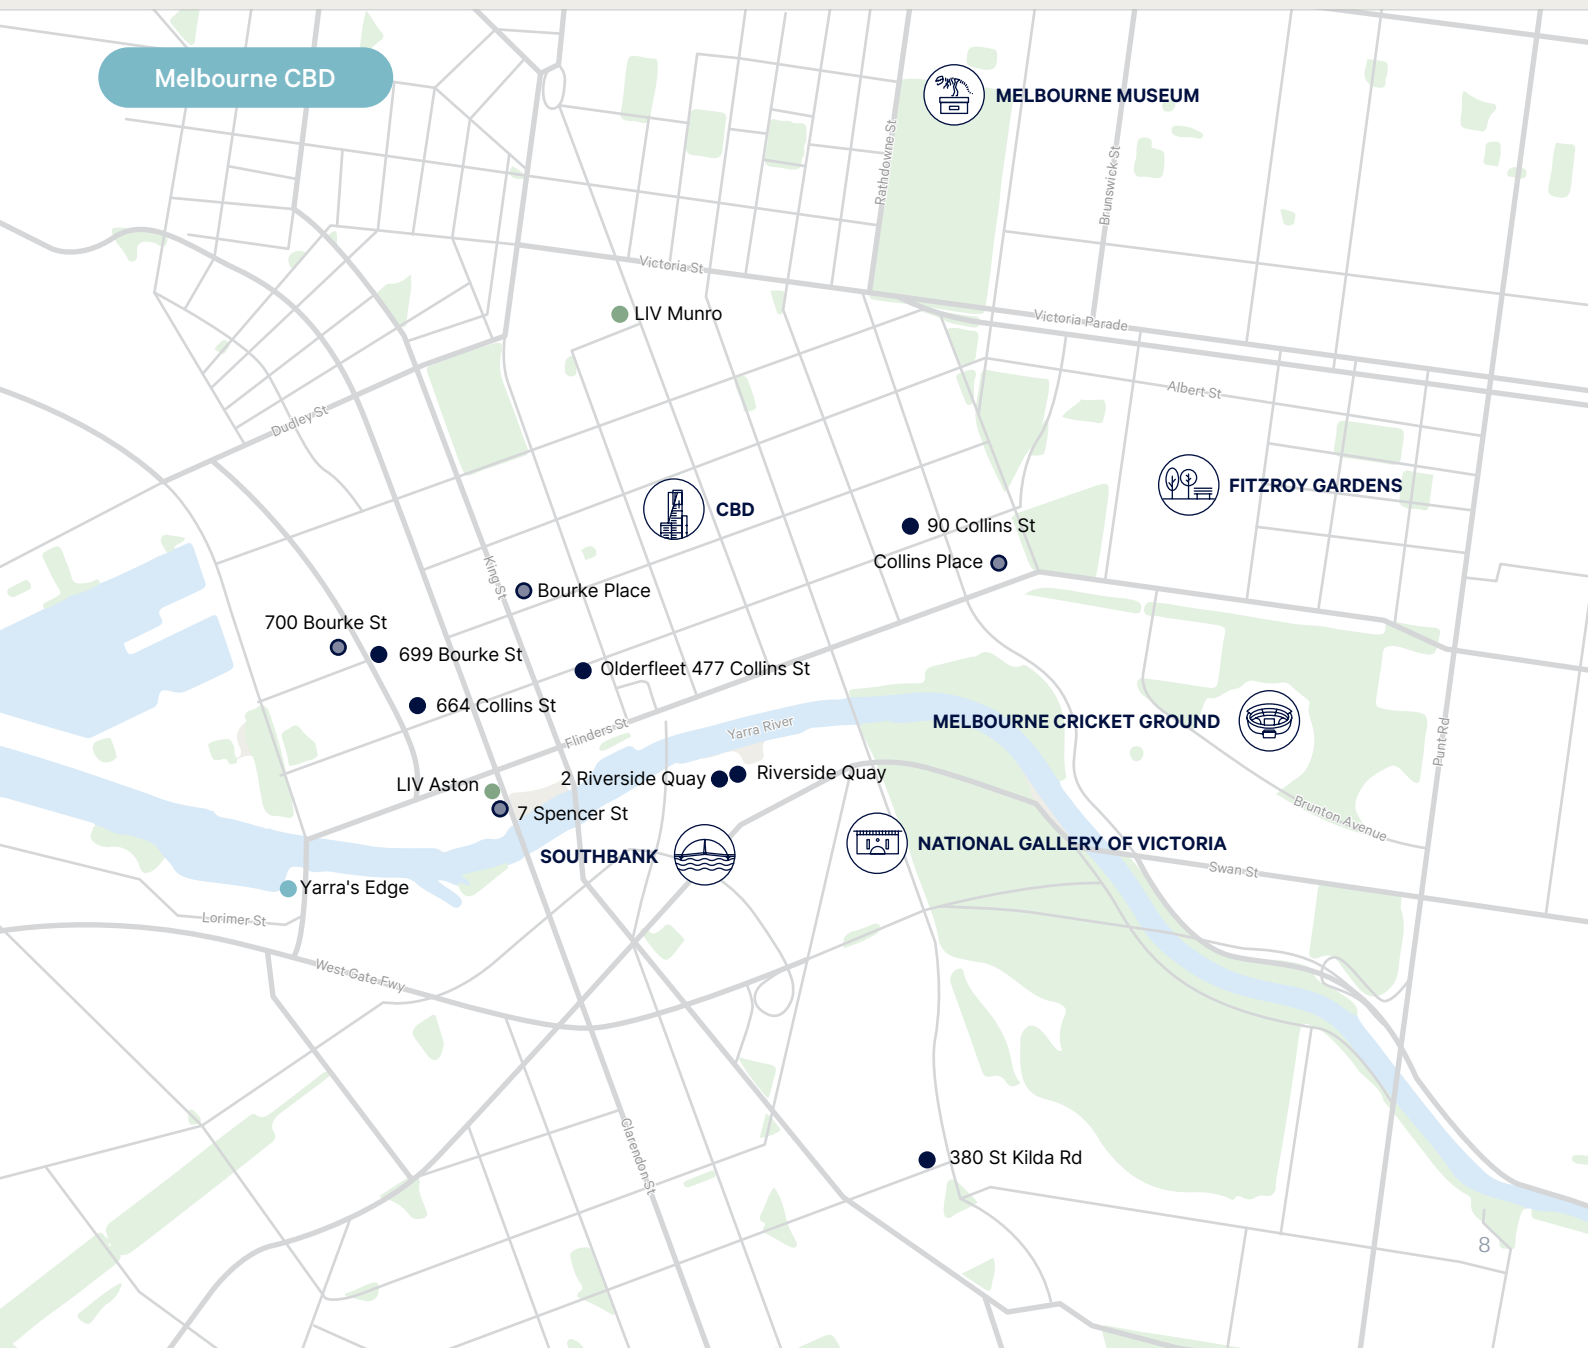 Melbourne CBD
MELBOURNE MUSEUM
Rathdowne St
Brunswick St
Victoria St
LIV Munro
Victoria Parade
Albert St
Dudley St
FITZROY GARDENS
CBD
90 Collins St
Collins Place
King St
Bourke Place
700 Bourke St
699 Bourke St
Olderfleet 477 Collins St
664 Collins St
Flinders St
Yarra River
MELBOURNE CRICKET GROUND
Punt Rd
LIV Aston
2 Riverside Quay
Riverside Quay
7 Spencer St
Brunton Avenue
SOUTHBANK
NATIONAL GALLERY OF VICTORIA
Swan St
Yarra's Edge
Lorimer St
West Gate Fwy
Clarendon St
380 St Kilda Rd
8